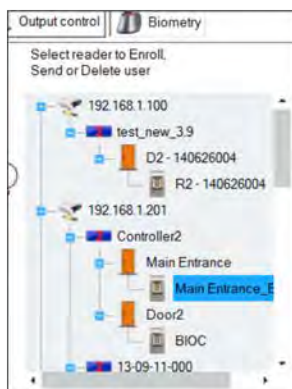 Output control Biometry
Select reader to Enroll,
Send or Delete user
192.168.1.100
test_new_3.9
D2 - 140626004
R2 - 140626004
192.168.1.201
Controller2
Main Entrance
Main Entrance_E
Door2
BIOC
13-09-11-000